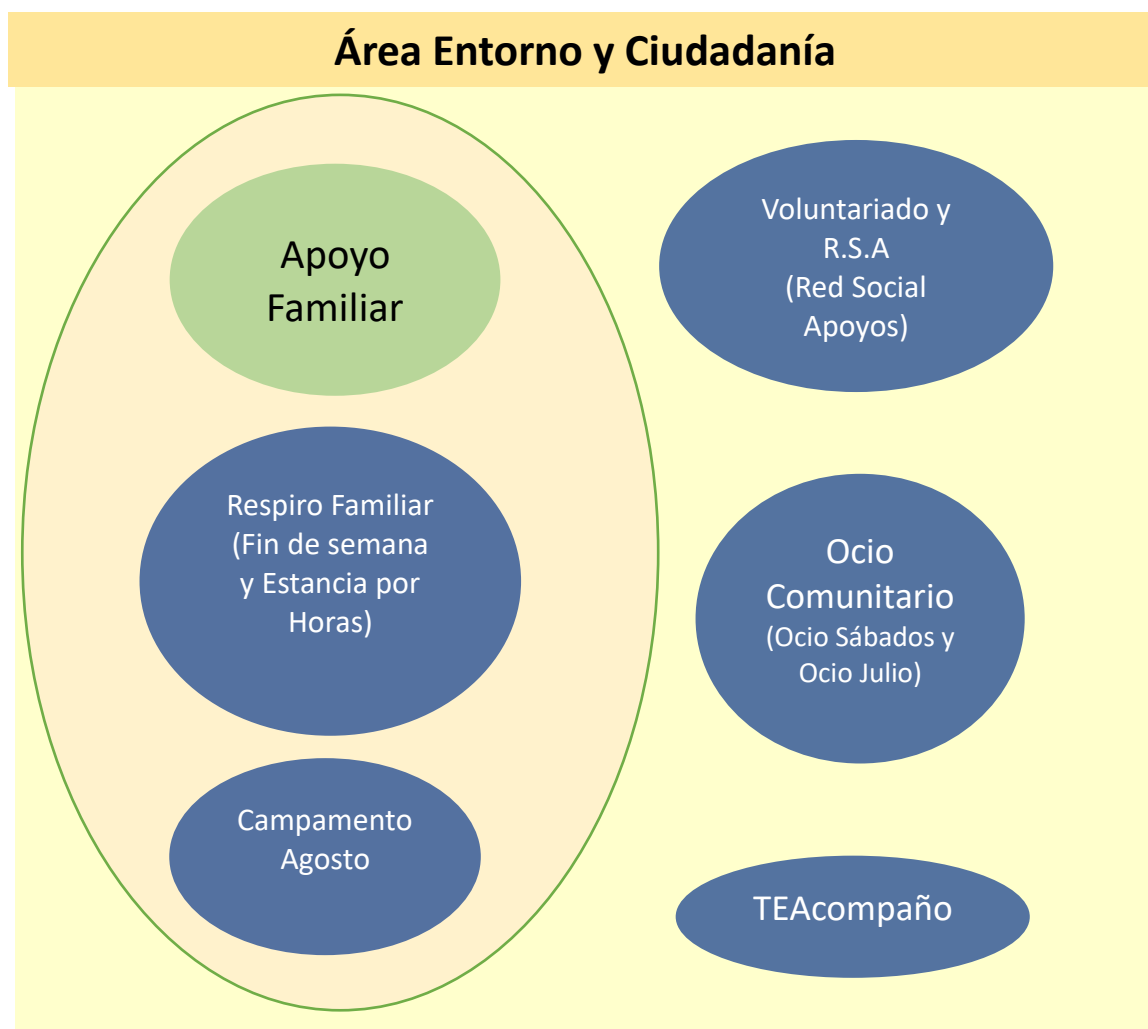 Área Entorno y Ciudadanía
Apoyo
Familiar
Respiro Familiar
(Fin de semana
y Estancia por
Horas)
Campamento
Agosto
Voluntariado y
R.S.A
(Red Social
Apoyos)
Ocio
Comunitario
(Ocio Sábados y
Ocio Julio)
TEAcompaño